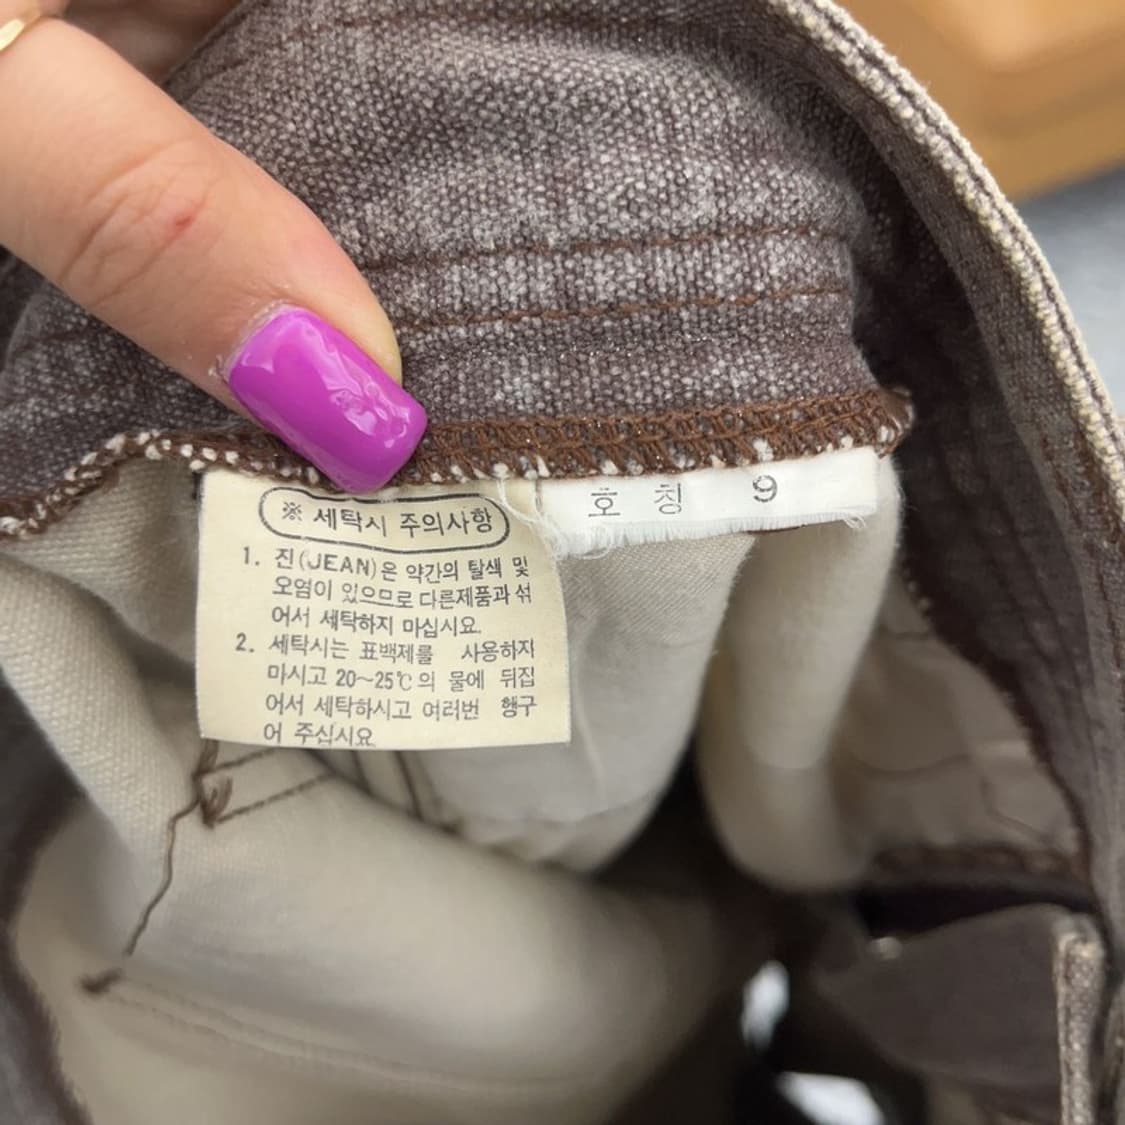 ※ 세탁시 주의사항
1. 진(JEAN)은 약간의 탈색 및
오염이 있으므로 다른제품과 섞
어서 세탁하지 마십시요.
2. 세탁시는 표백제를 사용하지
마시고 20~25℃의 물에 뒤집
어서 세탁하시고 여러번 행구
어 주십시요
호 칭 9